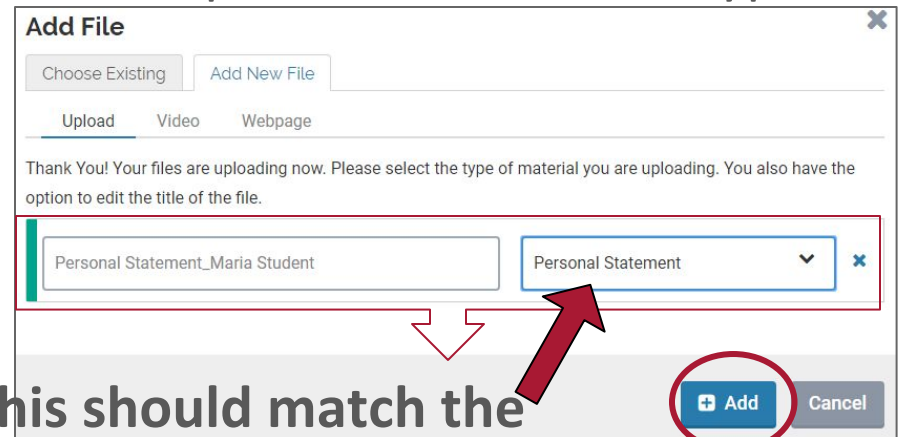 Add File
Choose Existing Add New File
Upload Video Webpage
Thank You! Your files are uploading now. Please select the type of material you are uploading. You also have the
option to edit the title of the file.
Personal Statement_Maria Student Personal Statement
should match the
Add Cancel